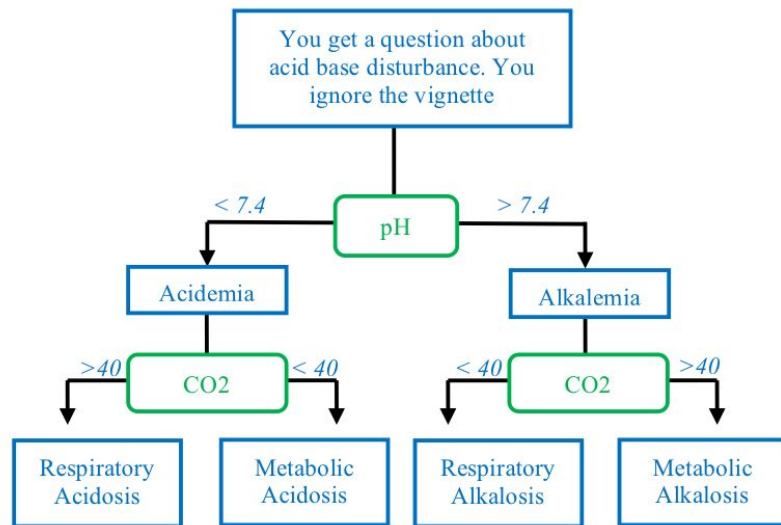 You get a question about
acid base disturbance. You
ignore the vignette
< 7.4
> 7.4
pH
Acidemia
Alkalemia
>40
CO2
< 40
< 40
CO2
>40
Respiratory
Acidosis
Metabolic
Acidosis
Respiratory
Alkalosis
Metabolic
Alkalosis